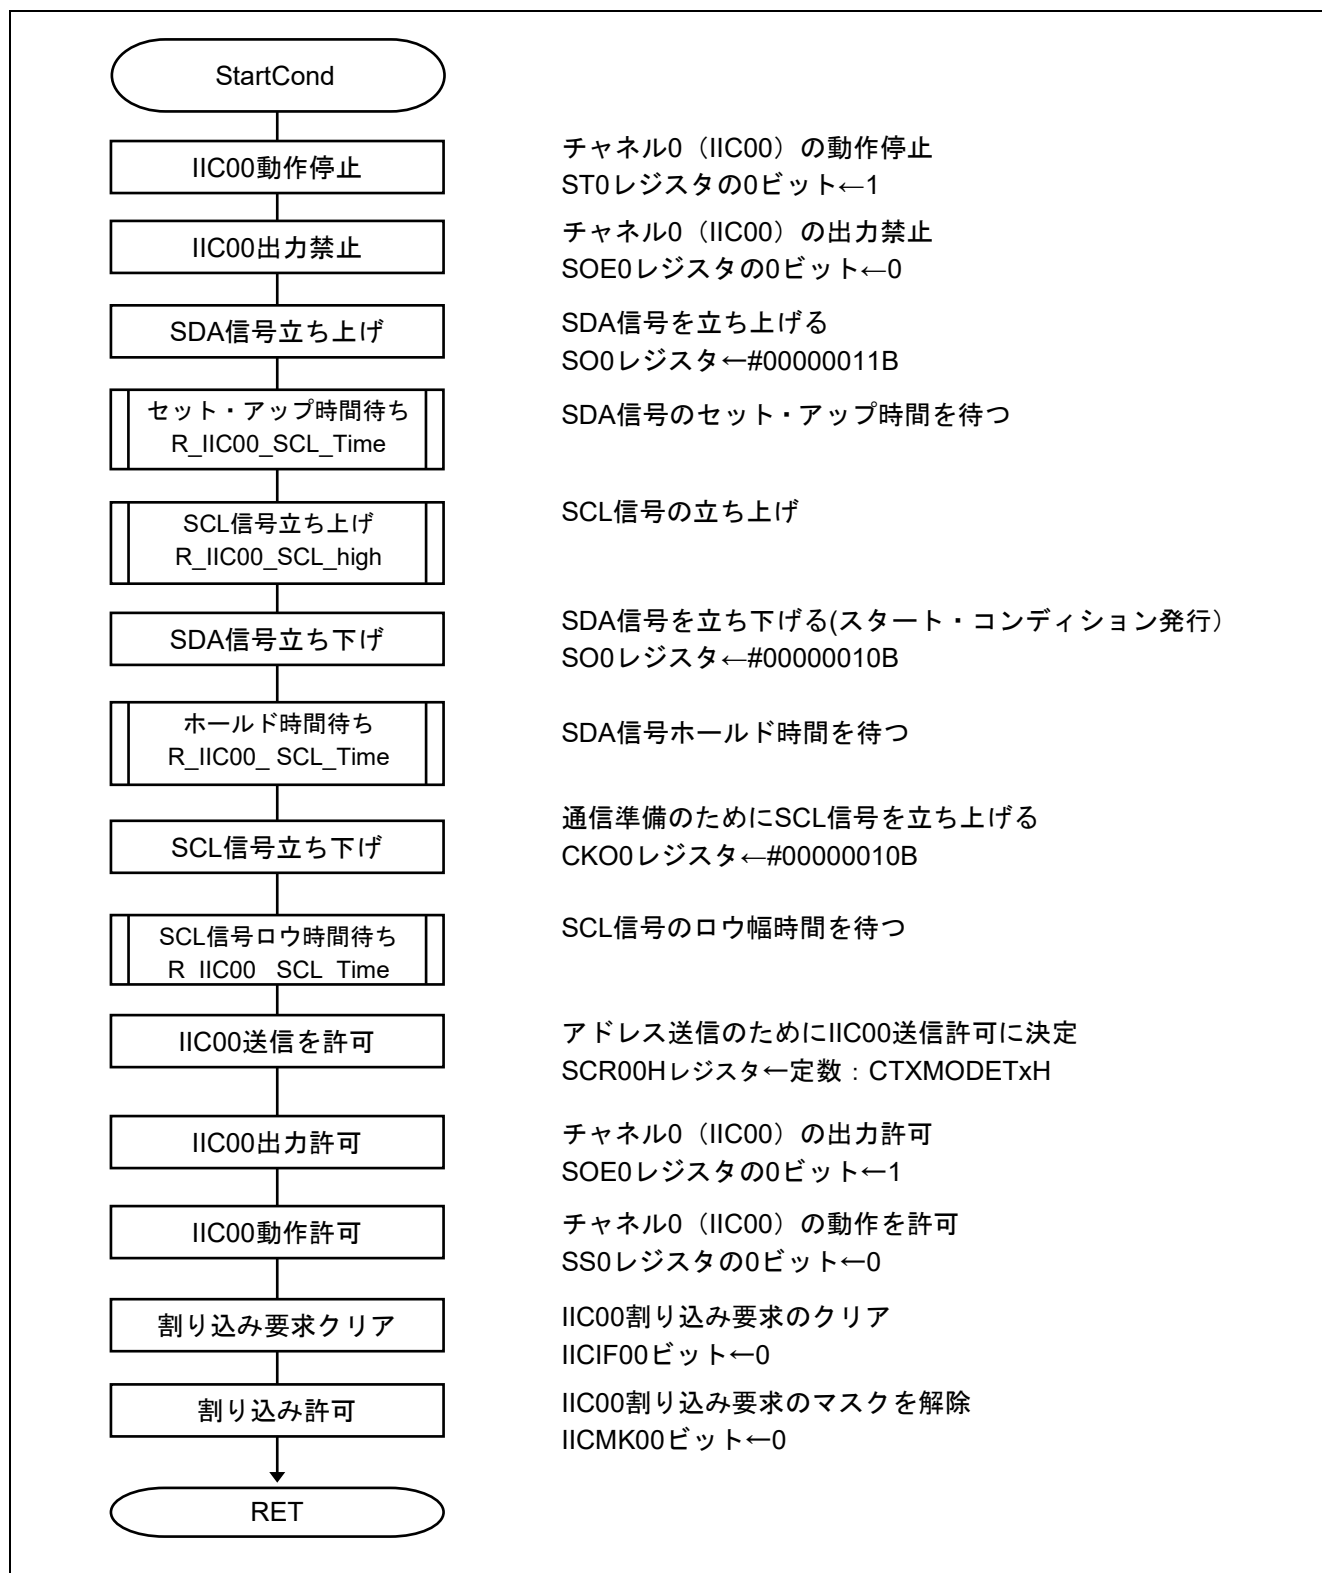 StartCond
IIC00動作停止
チャネル0（IIC00）の動作停止
ST0レジスタの0ビット←1
IIC00出力禁止
チャネル0（IIC00）の出力禁止
SOE0レジスタの0ビット←0
SDA信号立ち上げ
SDA信号を立ち上げる
SO0レジスタ←#00000011B
セット・アップ時間待ち
R_IIC00_SCL_Time
SDA信号のセット・アップ時間を待つ
SCL信号立ち上げ
R_IIC00_SCL_high
SCL信号の立ち上げ
SDA信号立ち下げ
SDA信号を立ち下げる(スタート・コンディション発行）
SO0レジスタ←#00000010B
ホールド時間待ち
R_IIC00_ SCL_Time
SDA信号ホールド時間を待つ
SCL信号立ち下げ
通信準備のためにSCL信号を立ち上げる
CKO0レジスタ←#00000010B
SCL信号ロウ時間待ち
R_IIC00_ SCL_Time
SCL信号のロウ幅時間を待つ
IIC00送信を許可
アドレス送信のためにIIC00送信許可に決定
SCR00Hレジスタ←定数：CTXMODETxH
IIC00出力許可
チャネル0（IIC00）の出力許可
SOE0レジスタの0ビット←1
IIC00動作許可
チャネル0（IIC00）の動作を許可
SS0レジスタの0ビット←0
割り込み要求クリア
IIC00割り込み要求のクリア
IICIF00ビット←0
割り込み許可
IIC00割り込み要求のマスクを解除
IICMK00ビット←0
RET